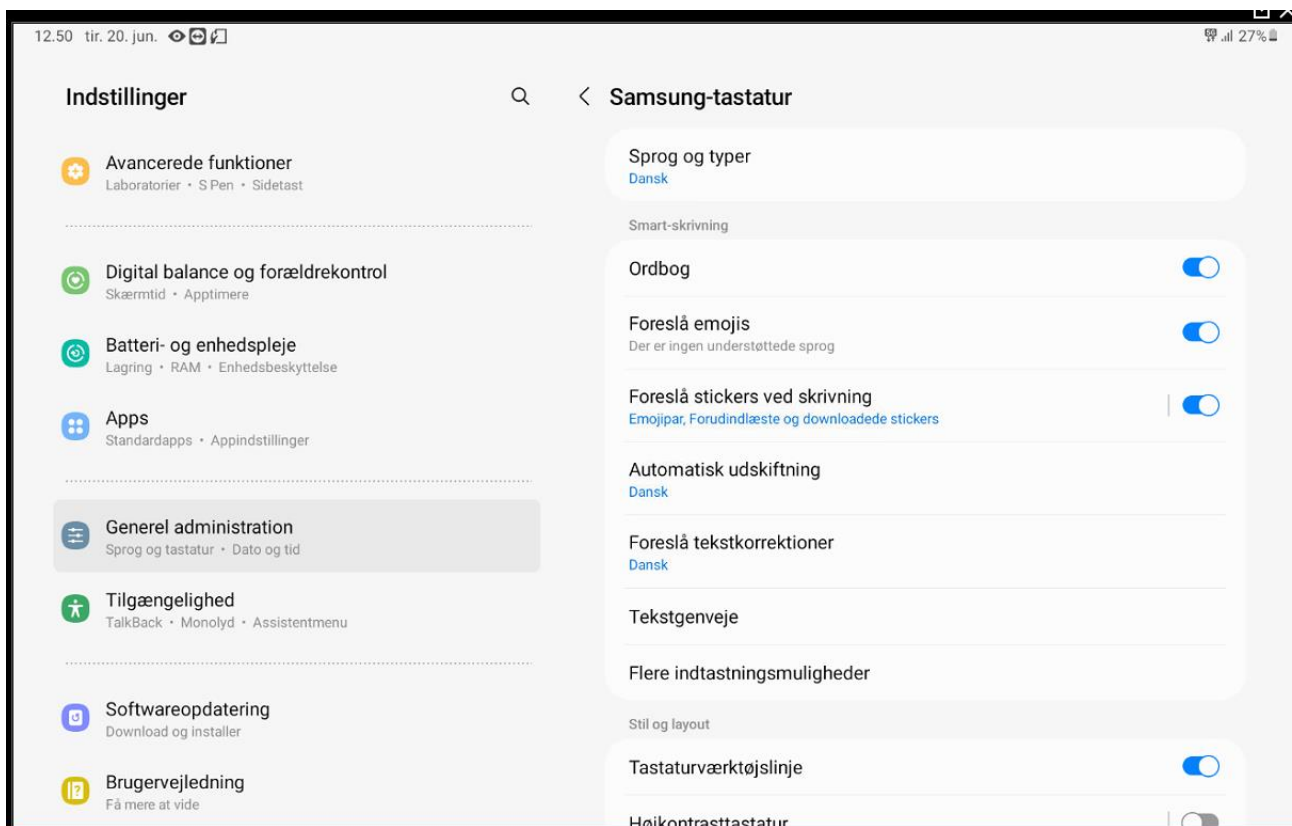 12.50 tir. 20. jun.
27%
Indstillinger
Avancerede funktioner
Laboratorier • S Pen • Sidetast
Digital balance og forældrekontrol
Skærmtid • Apptimere
Batteri- og enhedspleje
Lagring • RAM • Enhedsbeskyttelse
Apps
Standardapps • Appindstillinger
Generel administration
Sprog og tastatur • Dato og tid
Tilgængelighed
TalkBack • Monolyd • Assistentmenu
Softwareopdatering
Download og installer
Brugervejledning
Få mere at vide
Samsung-tastatur
Sprog og typer
Dansk
Smart-skrivning
Ordbog
Foreslå emojis
Der er ingen understøttede sprog
Foreslå stickers ved skrivning
Emojipar, Forudindlæste og downloadede stickers
Automatisk udskiftning
Dansk
Foreslå tekstkorrektioner
Dansk
Tekstgenveje
Flere indtastningsmuligheder
Stil og layout
Tastaturværktøjslinje
Højkontrasttastatur